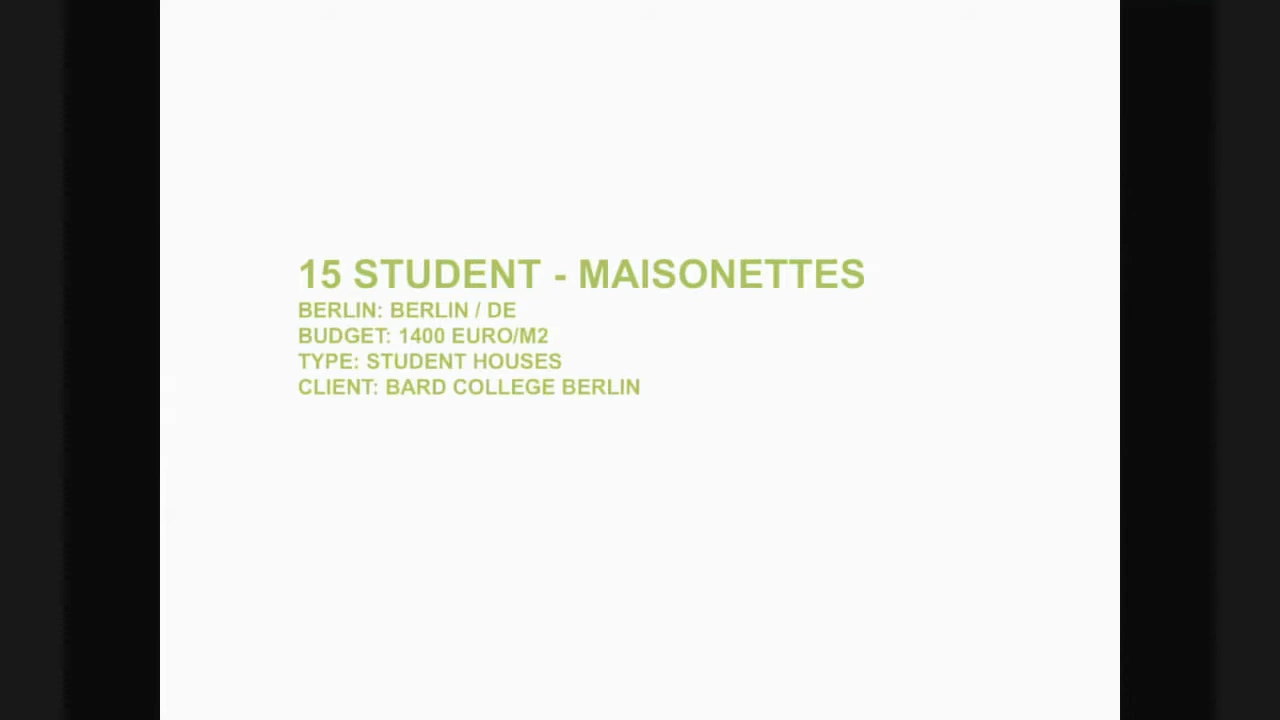 15 STUDENT - MAISONETTES
BERLIN: BERLIN / DE
BUDGET: 1400 EURO/M2
TYPE: STUDENT HOUSES
CLIENT: BARD COLLEGE BERLIN